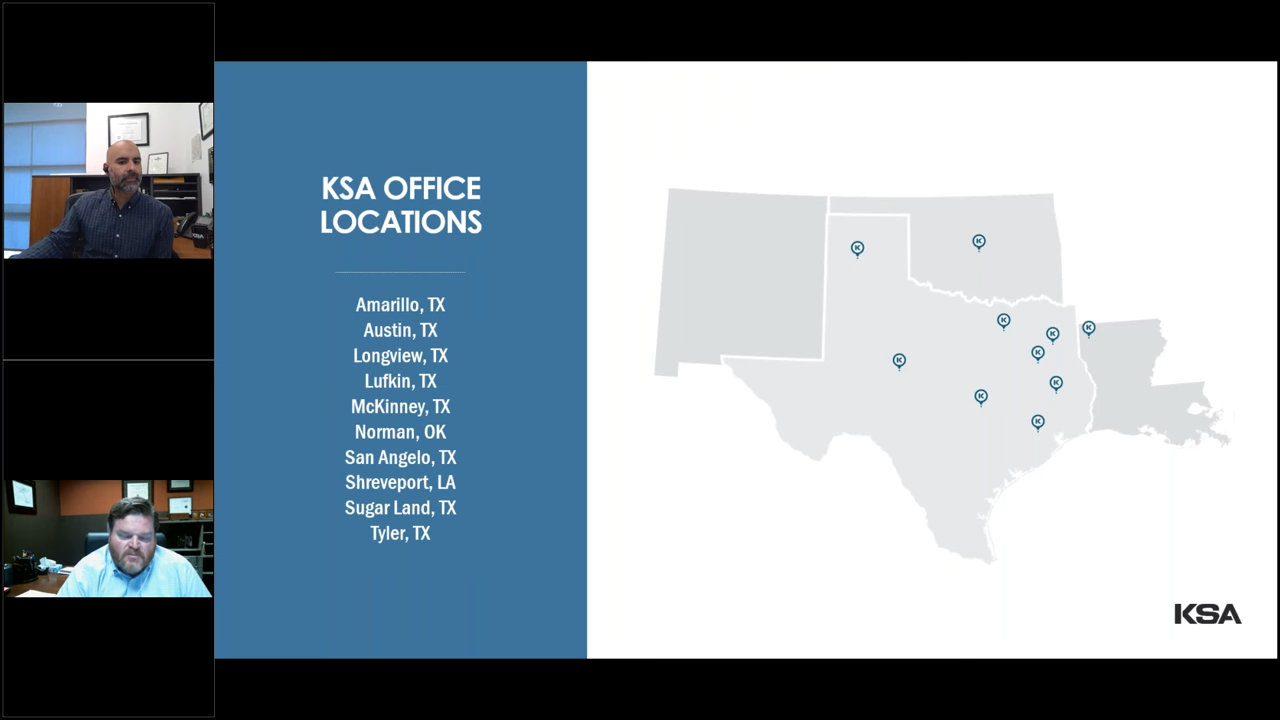 KSA OFFICE
LOCATIONS
Amarillo, TX
Austin, TX
Longview, TX
Lufkin, TX
McKinney, TX
Norman, OK
San Angelo, TX
Shreveport, LA
Sugar Land, TX
Tyler, TX
K
K
K
K
K
K
K
K
K
K
KSA